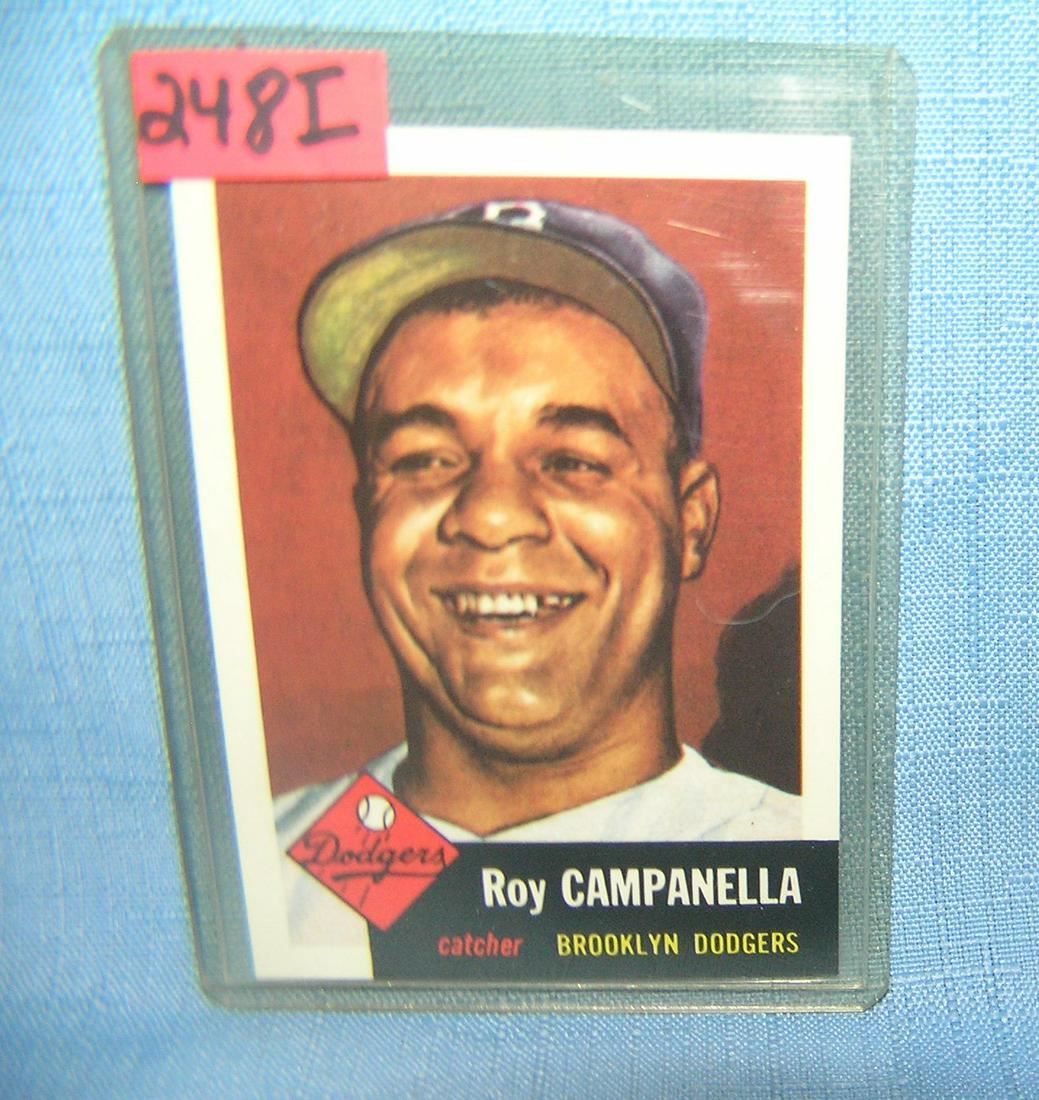 248I
B
Dodgers
Roy CAMPANELLA
catcher BROOKLYN DODGERS